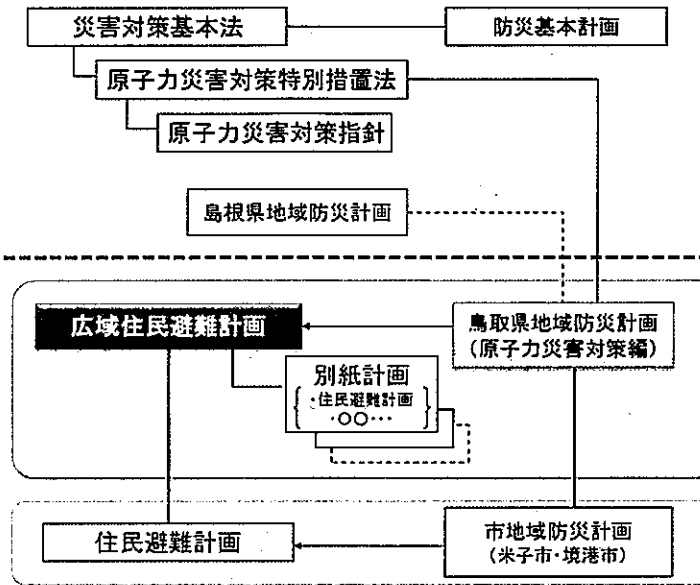 災害対策基本法
防災基本計画
原子力災害対策特別措置法
原子力災害対策指針
島根県地域防災計画
広域住民避難計画
鳥取県地域防災計画
(原子力災害対策編)
別紙計画
・住民避難計画
・〇〇・・・
住民避難計画
市地域防災計画
(米子市・境港市)